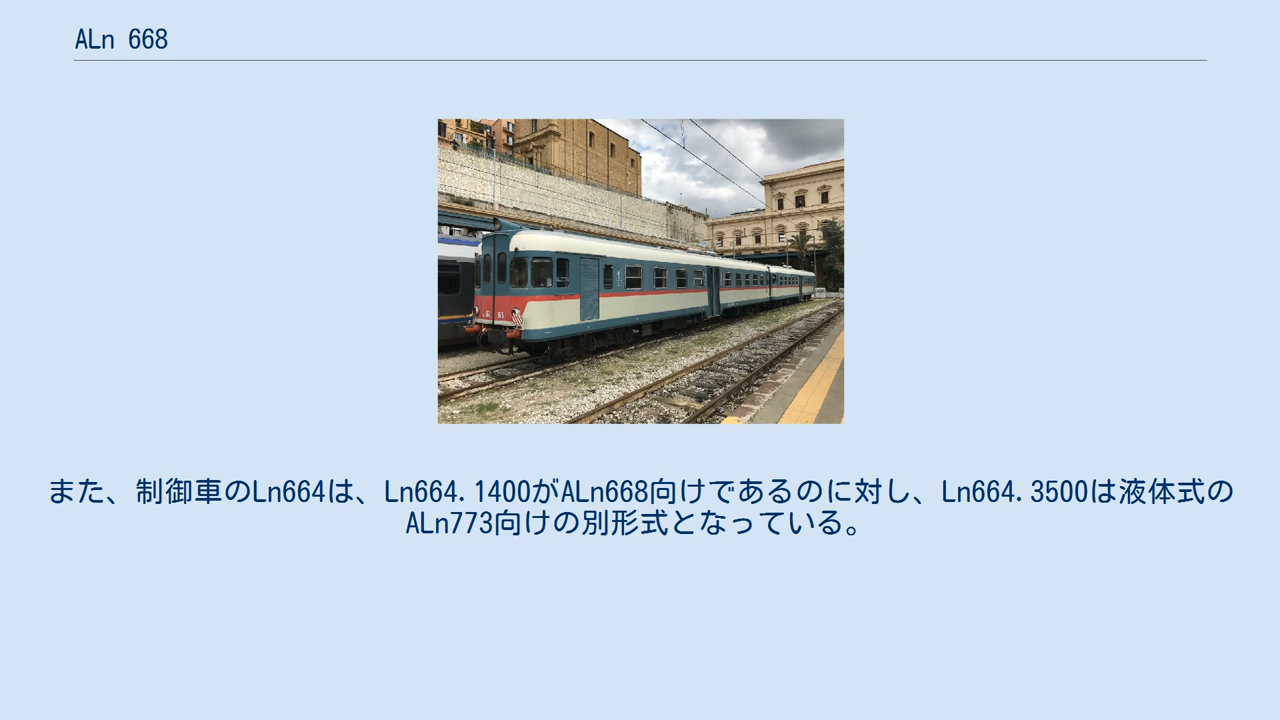 ALn 668
また、制御車のLn664は、Ln664.1400がALn668向けであるのに対し、Ln664.3500は液体式の
ALn773向けの別形式となっている。